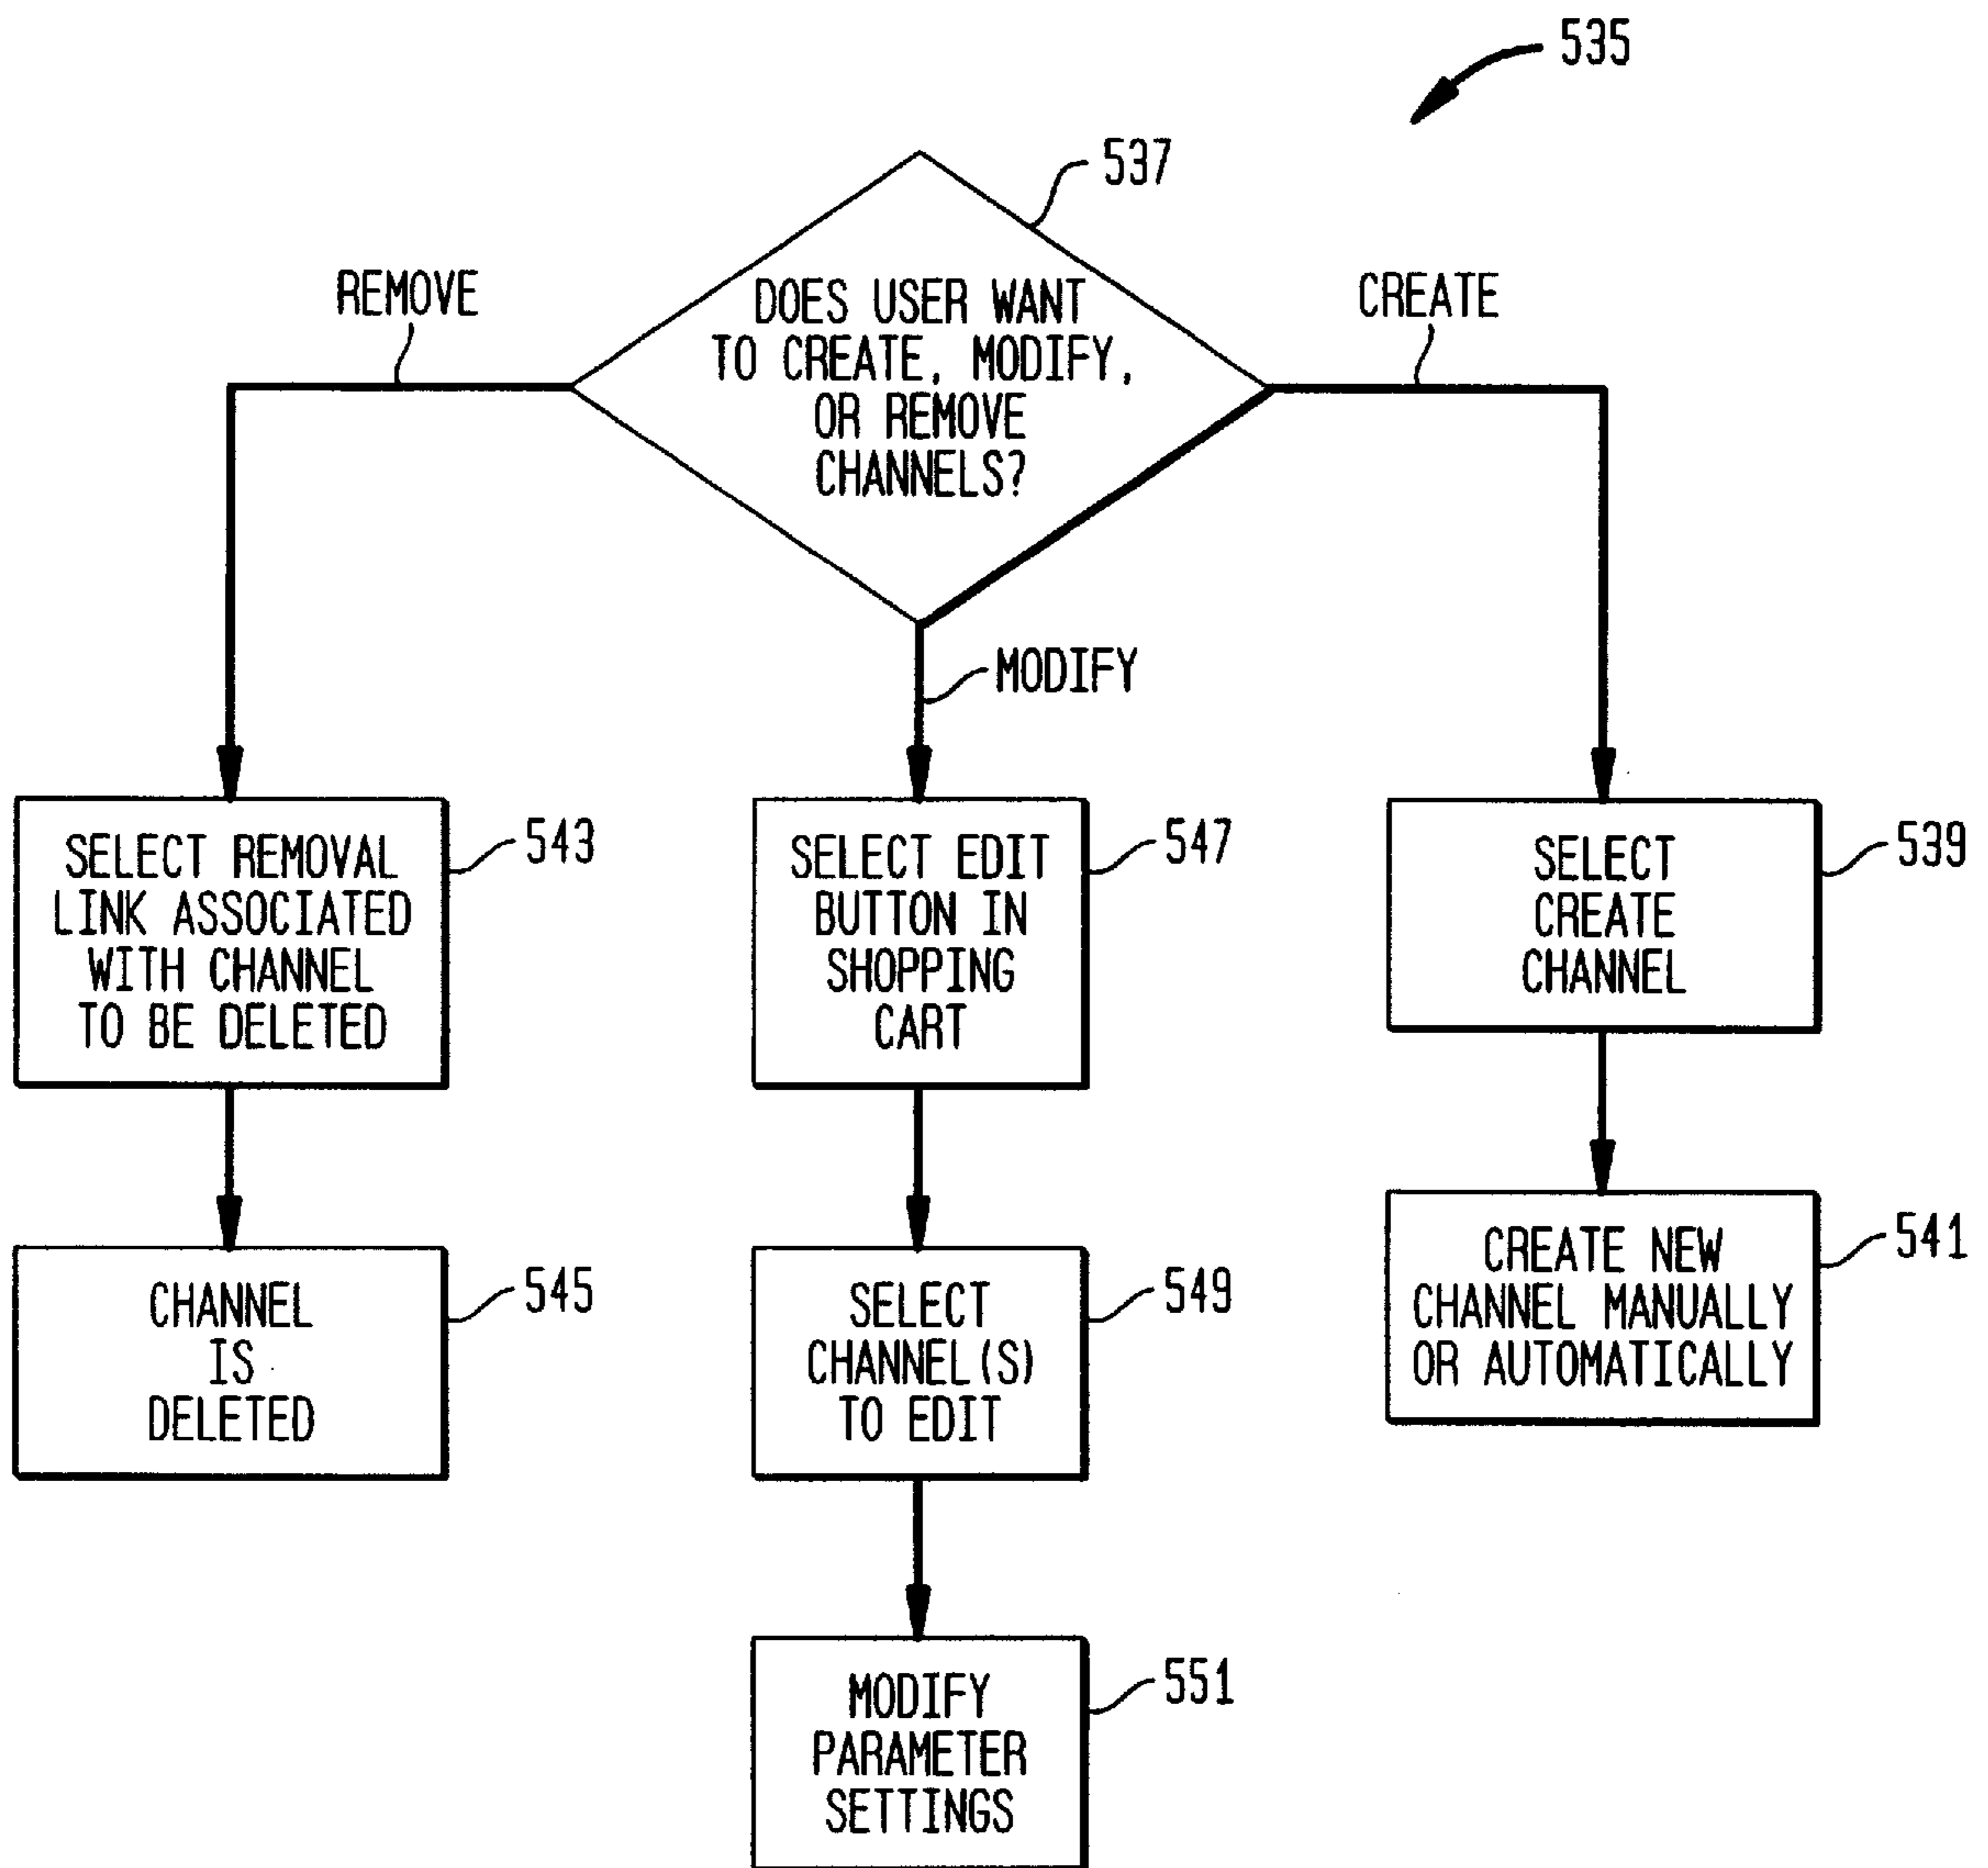 535
537
DOES USER WANT
TO CREATE, MODIFY,
OR REMOVE
CHANNELS?
REMOVE
CREATE
MODIFY
SELECT REMOVAL
LINK ASSOCIATED
WITH CHANNEL
TO BE DELETED
543
SELECT EDIT
BUTTON IN
SHOPPING
CART
547
SELECT
CREATE
CHANNEL
539
CHANNEL
IS
DELETED
545
SELECT
CHANNEL(S)
TO EDIT
549
CREATE NEW
CHANNEL MANUALLY
OR AUTOMATICALLY
541
MODIFY
PARAMETER
SETTINGS
551